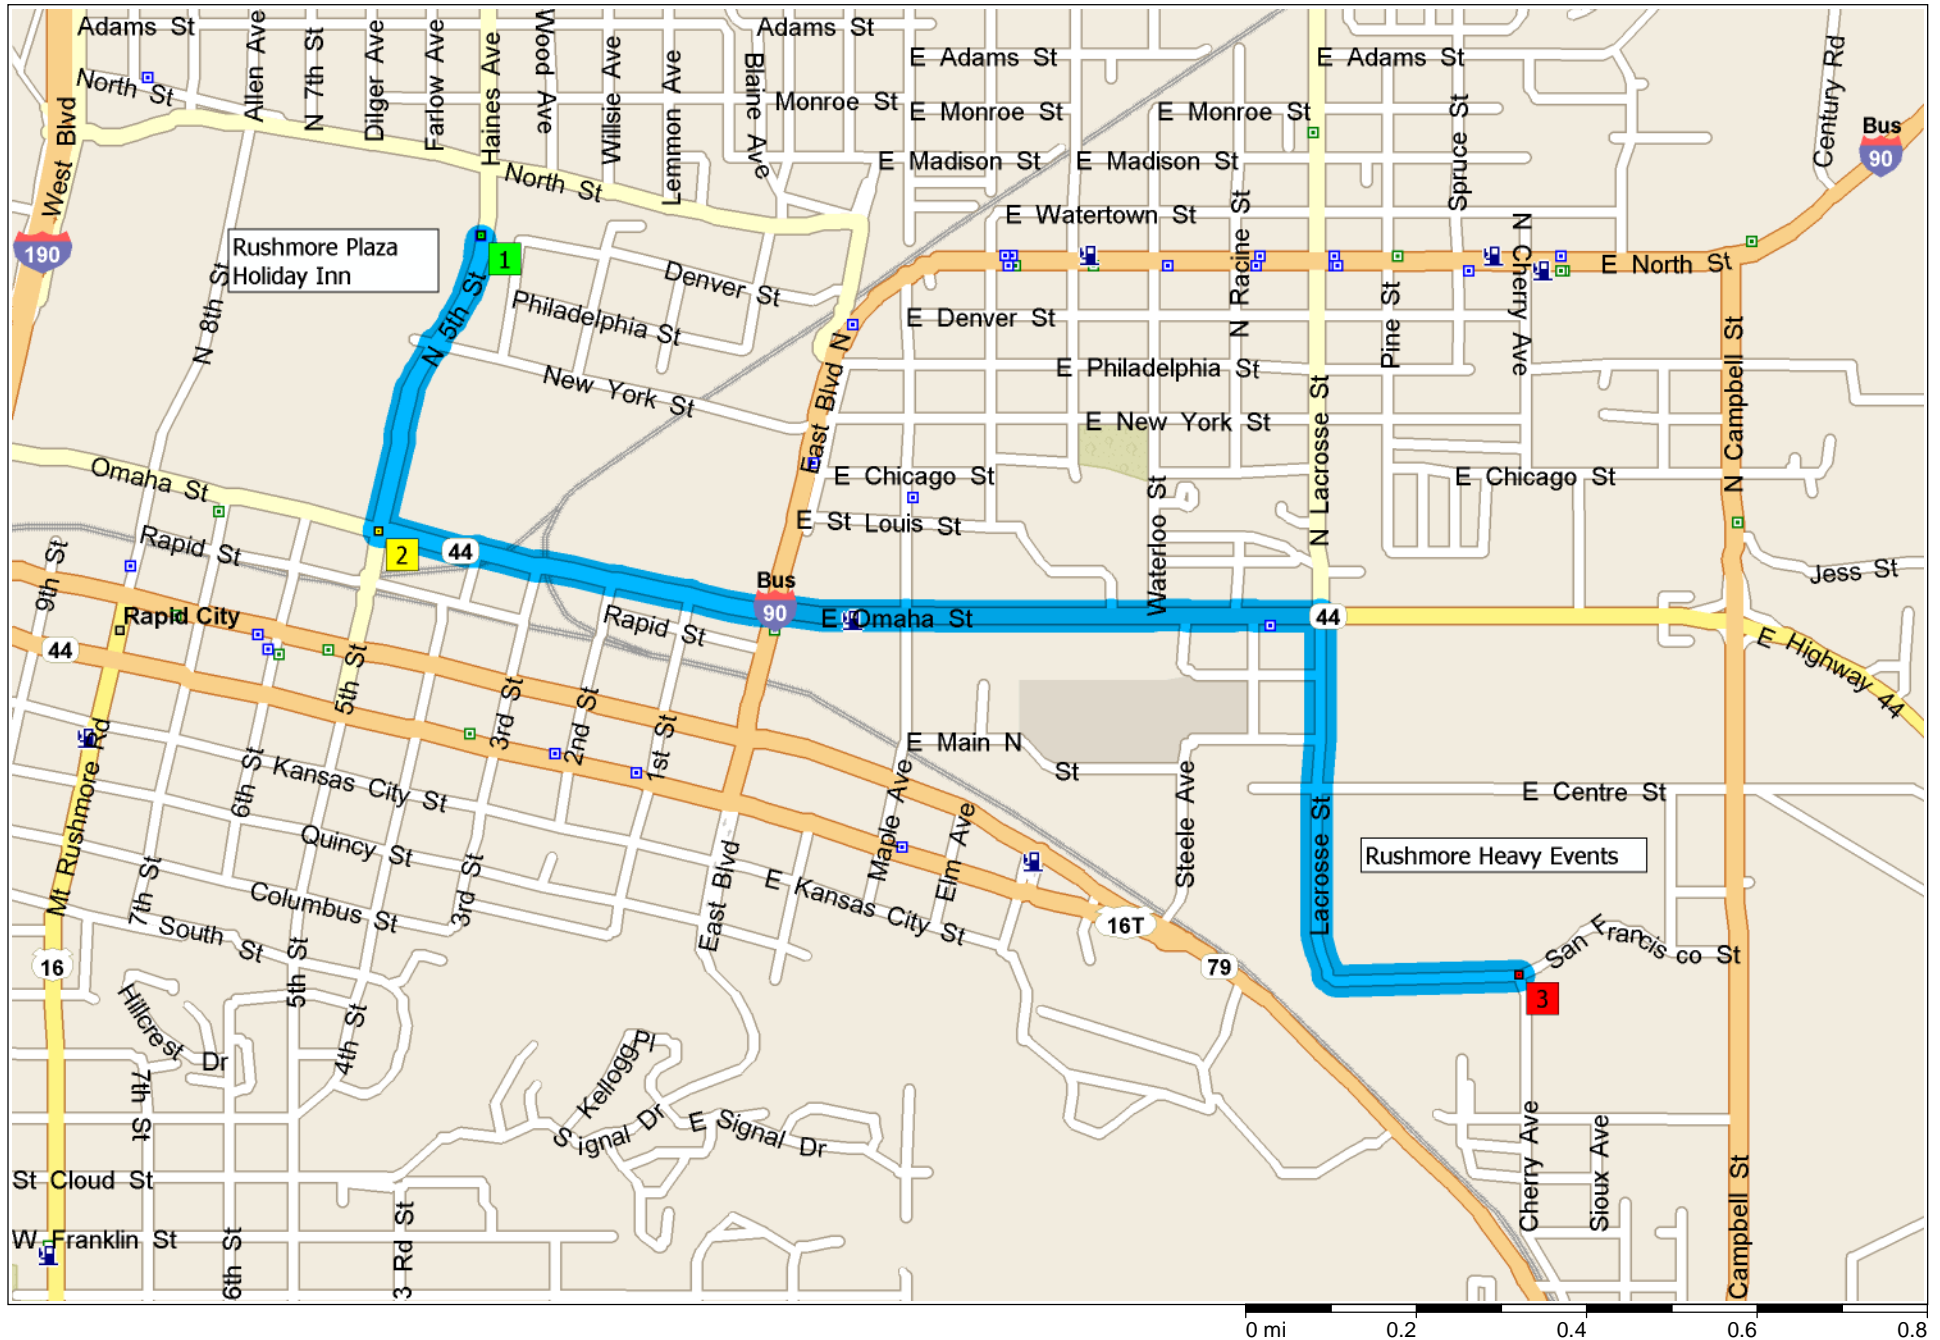 Adams St
North St
West Blvd
190
Allen Ave
N 7th St
Dilger Ave
Farlow Ave
Haines Ave
Wood Ave
Willsie Ave
Lemmon Ave
Blaine Ave
Adams St
Monroe St
E Adams St
E Monroe St
E Madison St
E Adams St
E Monroe St
E Madison St
E Watertown St
Spruce St
Century Rd
Bus
90
North St
Rushmore Plaza
Holiday Inn
1
N 8th St
N 5th St
Denver St
Philadelphia St
New York St
East Blvd N
E Denver St
N Racine St
Pine St
N Cherry Ave
E North St
E Philadelphia St
E New York St
N Lacrosse St
N Campbell St
Omaha St
E Chicago St
E Chicago St
E St Louis St
Waterloo St
Rapid St
2
44
Bus
90
E Omaha St
44
Jess St
E Highway 44
9th St
Rapid City
44
Rapid St
5th St
3rd St
2nd St
1st St
Mt Rushmore Rd
E Main N St
6th St
Kansas City St
Quincy St
Maple Ave
Elm Ave
Steele Ave
E Centre St
Lacrosse St
Rushmore Heavy Events
7th St
Columbus St
3rd St
East Blvd
E Kansas City St
South St
16T
79
San Francis co St
3
16
5th St
4th St
Hillcrest Dr
7th St
Kellogg Pl
Signal Dr
E Signal Dr
Cherry Ave
Sioux Ave
Campbell St
St Cloud St
W Franklin St
6th St
3 Rd St
0 mi 0.2 0.4 0.6 0.8